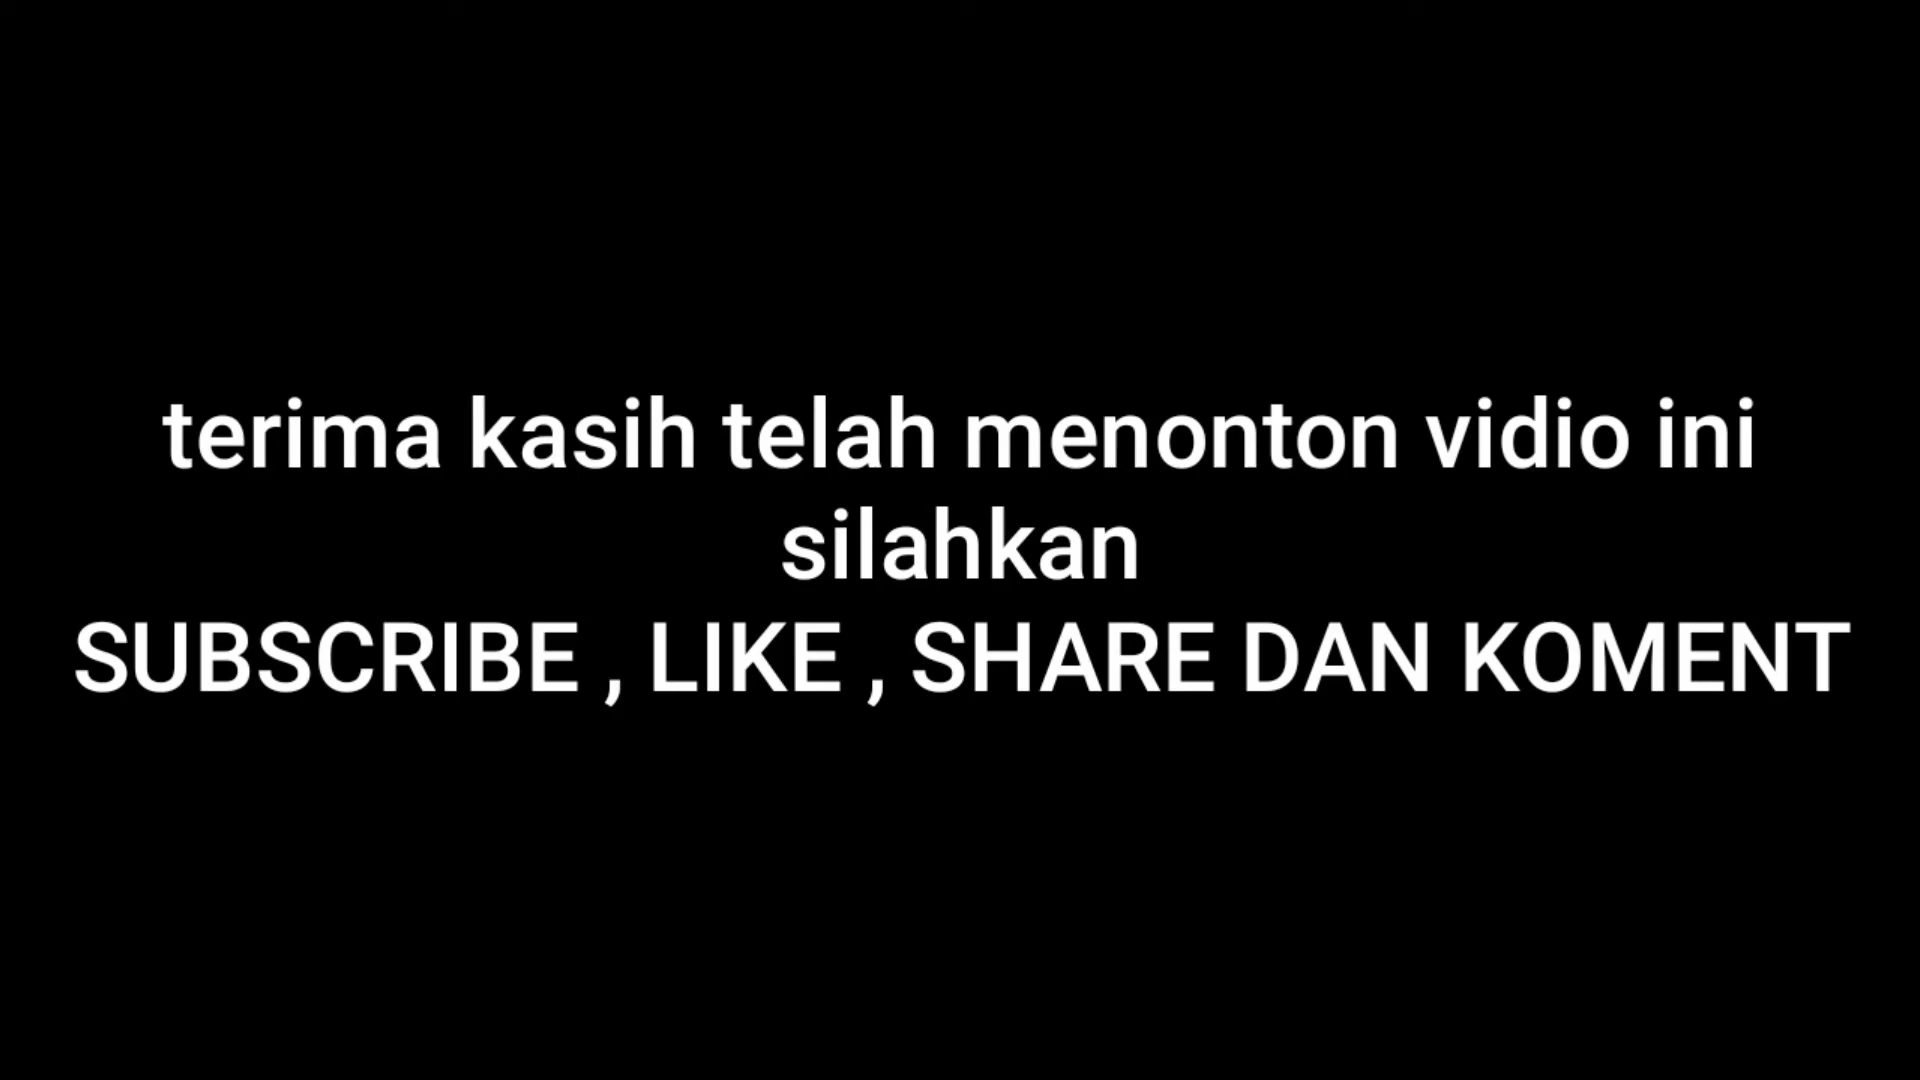 terima kasih telah menonton vidio ini
silahkan
SUBSCRIBE , LIKE , SHARE DAN KOMENT